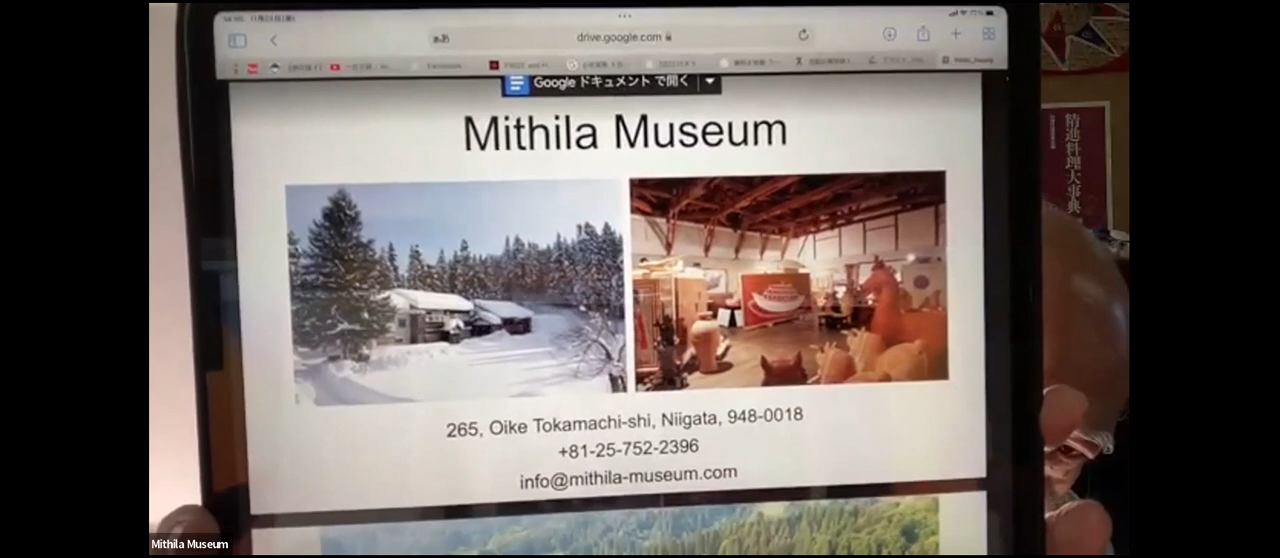 drive.google.com
Google ドキュメント で開く
Mithila Museum
精進料理大事典
265, Oike Tokamachi-shi, Niigata, 948-0018
+81-25-752-2396
info@mithila-museum.com
Mithila Museum